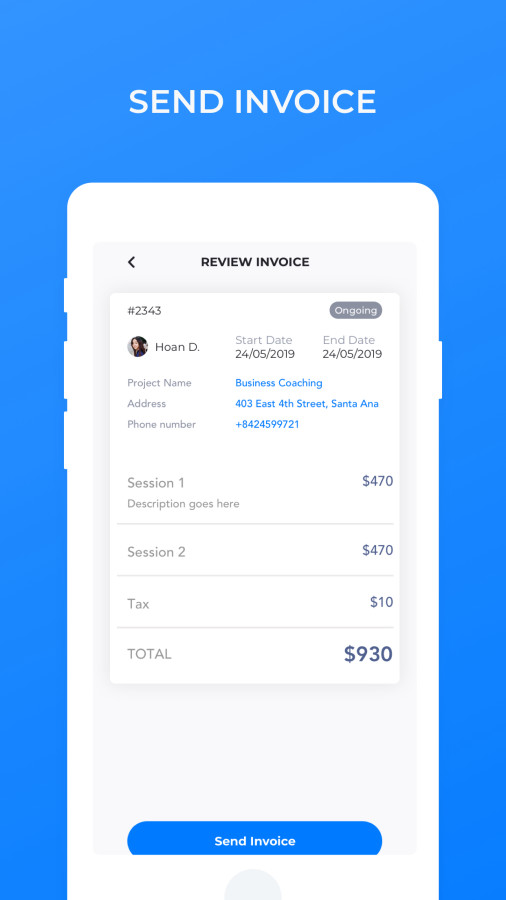 SEND INVOICE
REVIEW INVOICE
#2343 Ongoing
Hoan D.
Start Date End Date
24/05/2019 24/05/2019
Project Name Business Coaching
Address 403 East 4th Street, Santa Ana
Phone number +8424599721
Session 1 $470
Description goes here
Session 2 $470
Tax $10
TOTAL $930
Send Invoice